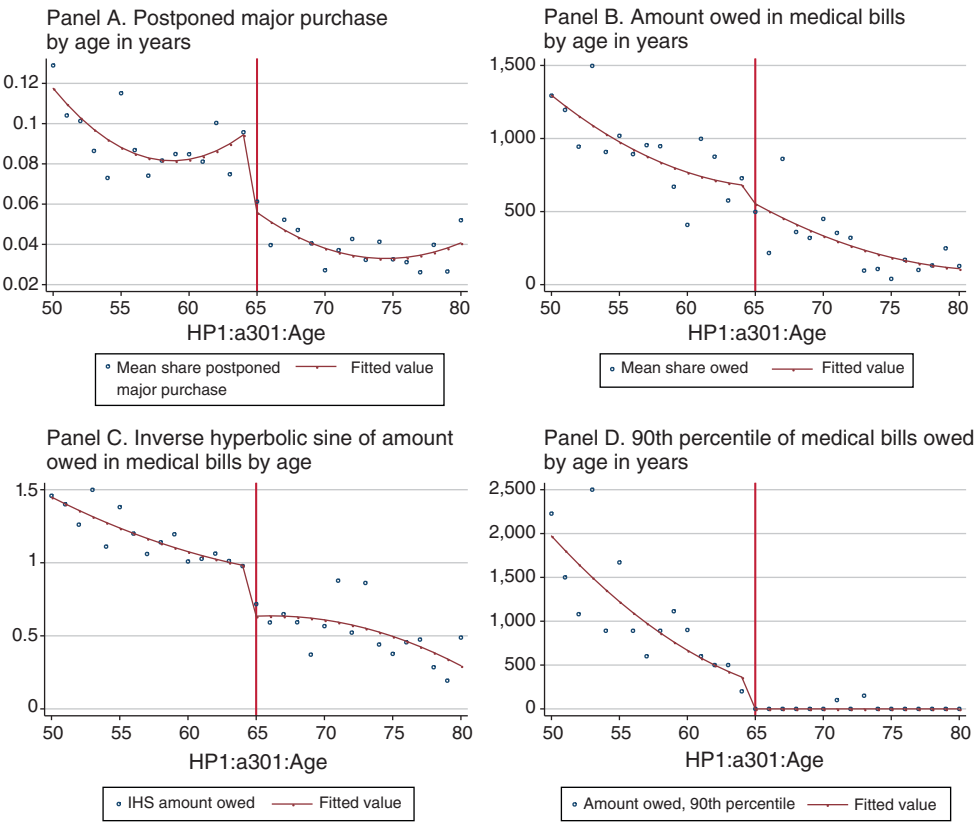 Panel A. Postponed major purchase
by age in years
0.12
0.1
0.08
0.06
0.04
0.02
50 55 60 65 70 75 80
HP1:a301:Age
Mean share postponed
major purchase
Fitted value
Panel B. Amount owed in medical bills
by age in years
1,500
1,000
500
0
50 55 60 65 70 75 80
HP1:a301:Age
Mean share owed Fitted value
Panel C. Inverse hyperbolic sine of amount
owed in medical bills by age
1.5
1
0.5
0
50 55 60 65 70 75 80
HP1:a301:Age
IHS amount owed Fitted value
Panel D. 90th percentile of medical bills owed
by age in years
2,500
2,000
1,500
1,000
500
0
50 55 60 65 70 75 80
HP1:a301:Age
Amount owed, 90th percentile Fitted value